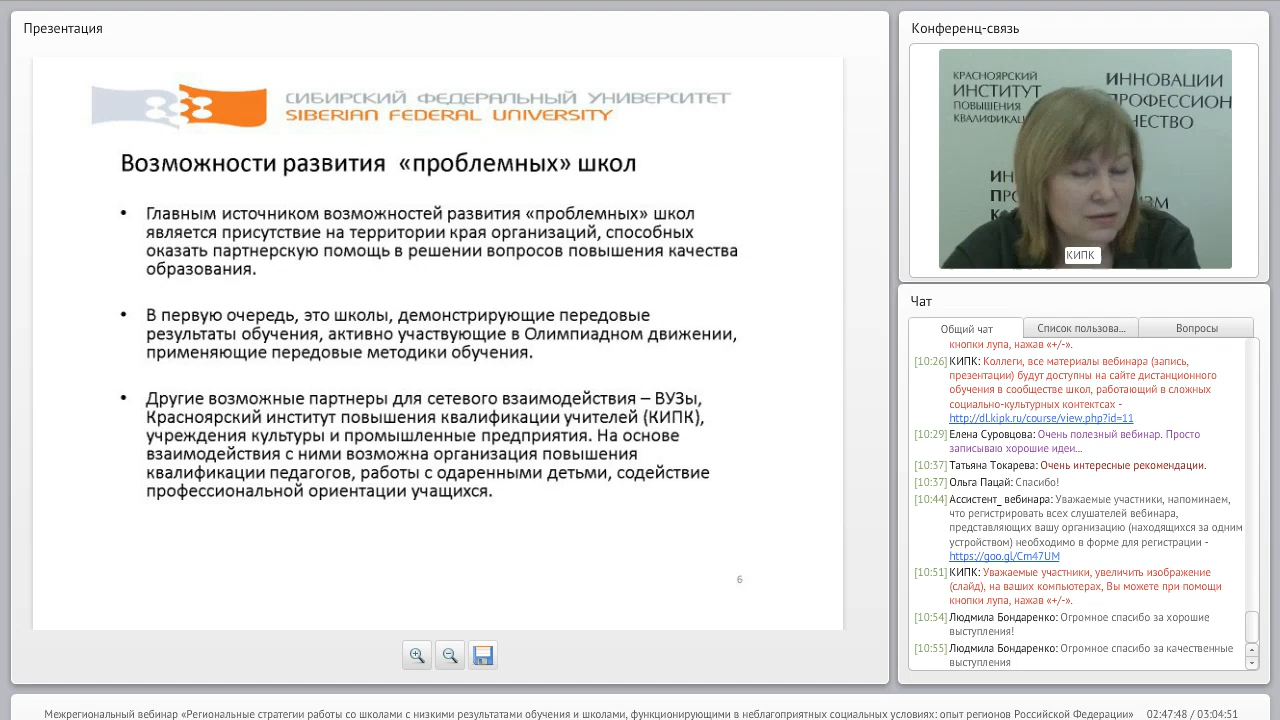 Презентация
СИБИРСКИЙ ФЕДЕРАЛЬНЫЙ УНИВЕРСИТЕТ
SIBERIAN FEDERAL UNIVERSITY
Возможности развития «проблемных» школ
• Главным источником возможностей развития «проблемных» школ
является присутствие на территории края организаций, способных
оказать партнерскую помощь в решении вопросов повышения качества
образования.
• В первую очередь, это школы, демонстрирующие передовые
результаты обучения, активно участвующие в Олимпиадном движении,
применяющие передовые методики обучения.
• Другие возможные партнеры для сетевого взаимодействия – ВУЗы,
Красноярский институт повышения квалификации учителей (КИПК),
учреждения культуры и промышленные предприятия. На основе
взаимодействия с ними возможна организация повышения
квалификации педагогов, работы с одаренными детьми, содействие
профессиональной ориентации учащихся.
6
Конференц-связь
КРАСНОЯРСКИЙ
ИНСТИТУТ
ПОВЫШЕНИЯ
КВАЛИФИКАЦ
ИННОВАЦИИ
ПРОФЕССИОН
ЧЕСТВО
ИН
ПРО
К
ИЗМ
КИПК
Чат
Общий чат
Список пользова...
Вопросы
кнопки лупа, нажав «+/-».
[10:26] КИПК: Коллеги, все материалы вебинара (запись,
презентации) будут доступны на сайте дистанционного
обучения в сообществе школ, работающий в сложных
социально-культурных контекстах -
http://dl.kipk.ru/course/view.php?id=11
[10:29] Елена Суровцова: Очень полезный вебинар. Просто
записываю хорошие идеи...
[10:37] Татьяна Токарева: Очень интересные рекомендации.
[10:37] Ольга Пацай: Спасибо!
[10:44] Ассистент_ вебинара: Уважаемые участники, напоминаем,
что регистрировать всех слушателей вебинара,
представляющих вашу организацию (находящихся за одним
устройством) необходимо в форме для регистрации -
https://goo.gl/Cm47UM
[10:51] КИПК: Уважаемые участники, увеличить изображение
(слайд), на ваших компьютерах, Вы можете при помощи
кнопки лупа, нажав «+/-».
[10:54] Людмила Бондаренко: Огромное спасибо за хорошие
выступления!
[10:55] Людмила Бондаренко: Огромное спасибо за качественные
выступления
Межрегиональный вебинар «Региональные стратегии работы со школами с низкими результатами обучения и школами, функционирующими в неблагоприятных социальных условиях: опыт регионов Российской Федерации» 02:47:48 / 03:04:51